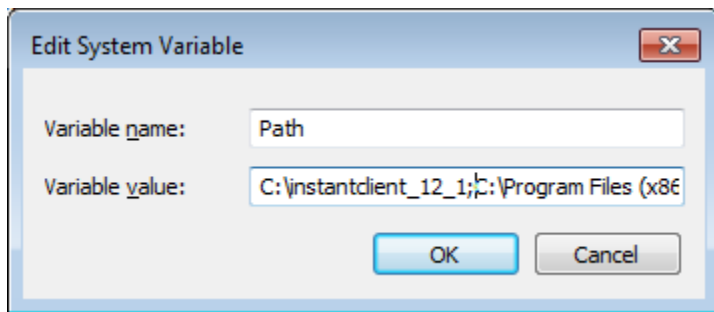 Edit System Variable
Variable name: Path
Variable value: C:\instantclient_12_1;C:\Program Files (x86
OK Cancel